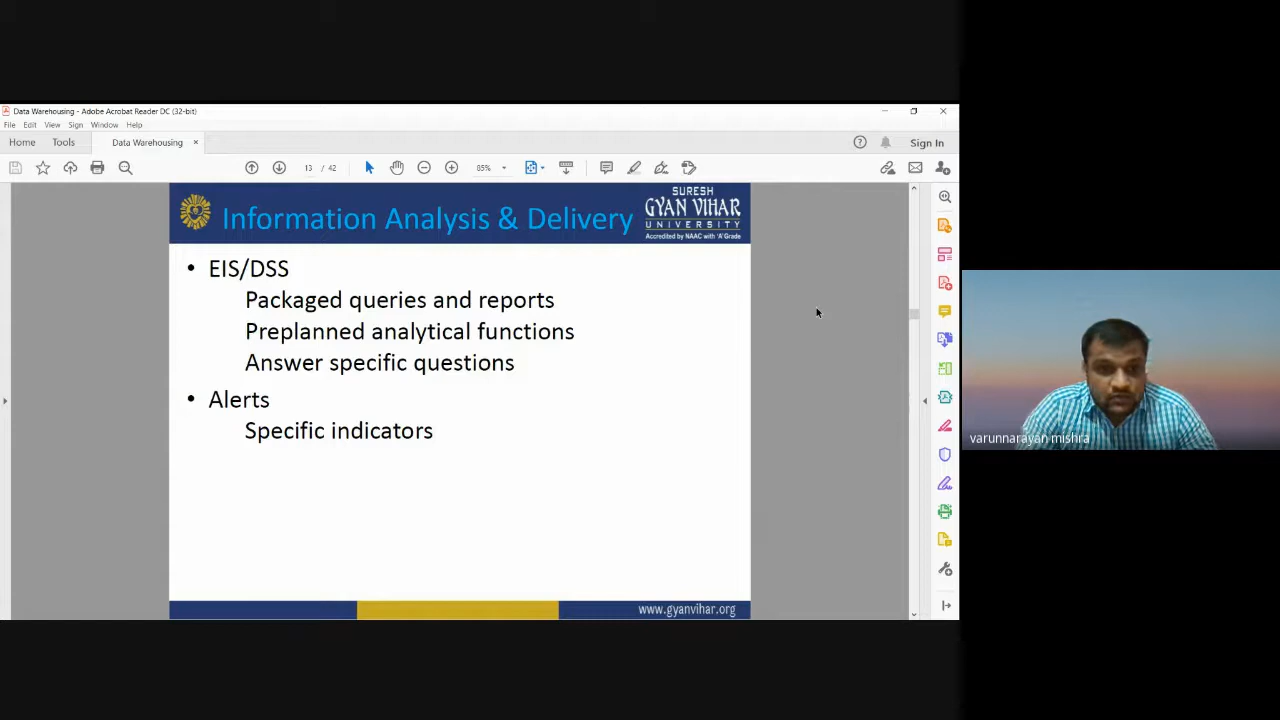 Data Warehousing - Adobe Acrobat Reader DC (32-bit)
File Edit View Sign Window Help
Home Tools Data Warehousing × Sign In
13 / 42 85%
Information Analysis & Delivery
SURESH
GYAN VIHAR
UNIVERSITY
Accredited by NAAC with 'A' Grade
• EIS/DSS
Packaged queries and reports
Preplanned analytical functions
Answer specific questions
• Alerts
Specific indicators
www.gyanvihar.org
varunnarayan mishra